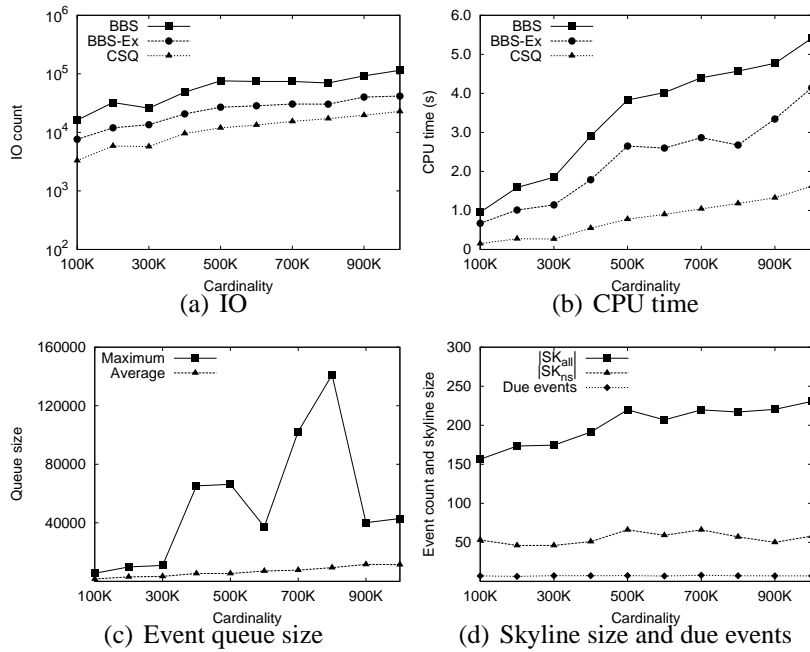 10^6
10^5
10^4
10^3
10^2
IO count
BBS
BBS-Ex
CSQ
100K 300K 500K 700K 900K
Cardinality
(a) IO
6.0
5.0
4.0
3.0
2.0
1.0
0
CPU time (s)
BBS
BBS-Ex
CSQ
100K 300K 500K 700K 900K
Cardinality
(b) CPU time
160000
120000
80000
40000
Queue size
Maximum
Average
100K 300K 500K 700K 900K
Cardinality
(c) Event queue size
300
250
200
150
100
50
Event count and skyline size
|SK_all|
|SK_ns|
Due events
100K 300K 500K 700K 900K
Cardinality
(d) Skyline size and due events